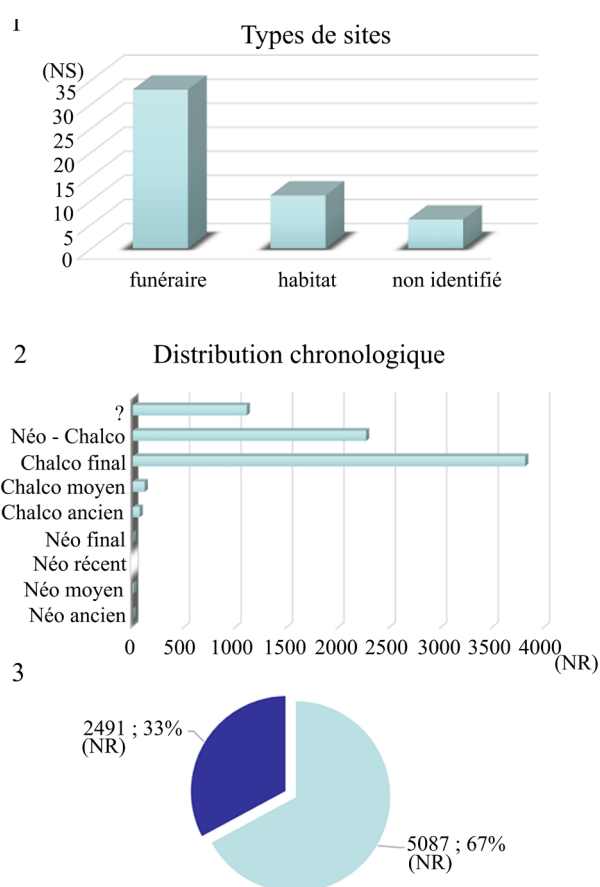 1
Types de sites
(NS)
35
30
25
20
15
10
5
0
funéraire habitat non identifié
2
Distribution chronologique
?
Néo - Chalco
Chalco final
Chalco moyen
Chalco ancien
Néo final
Néo récent
Néo moyen
Néo ancien
0 500 1000 1500 2000 2500 3000 3500 4000
(NR)
3
2491 ; 33%
(NR)
5087 ; 67%
(NR)